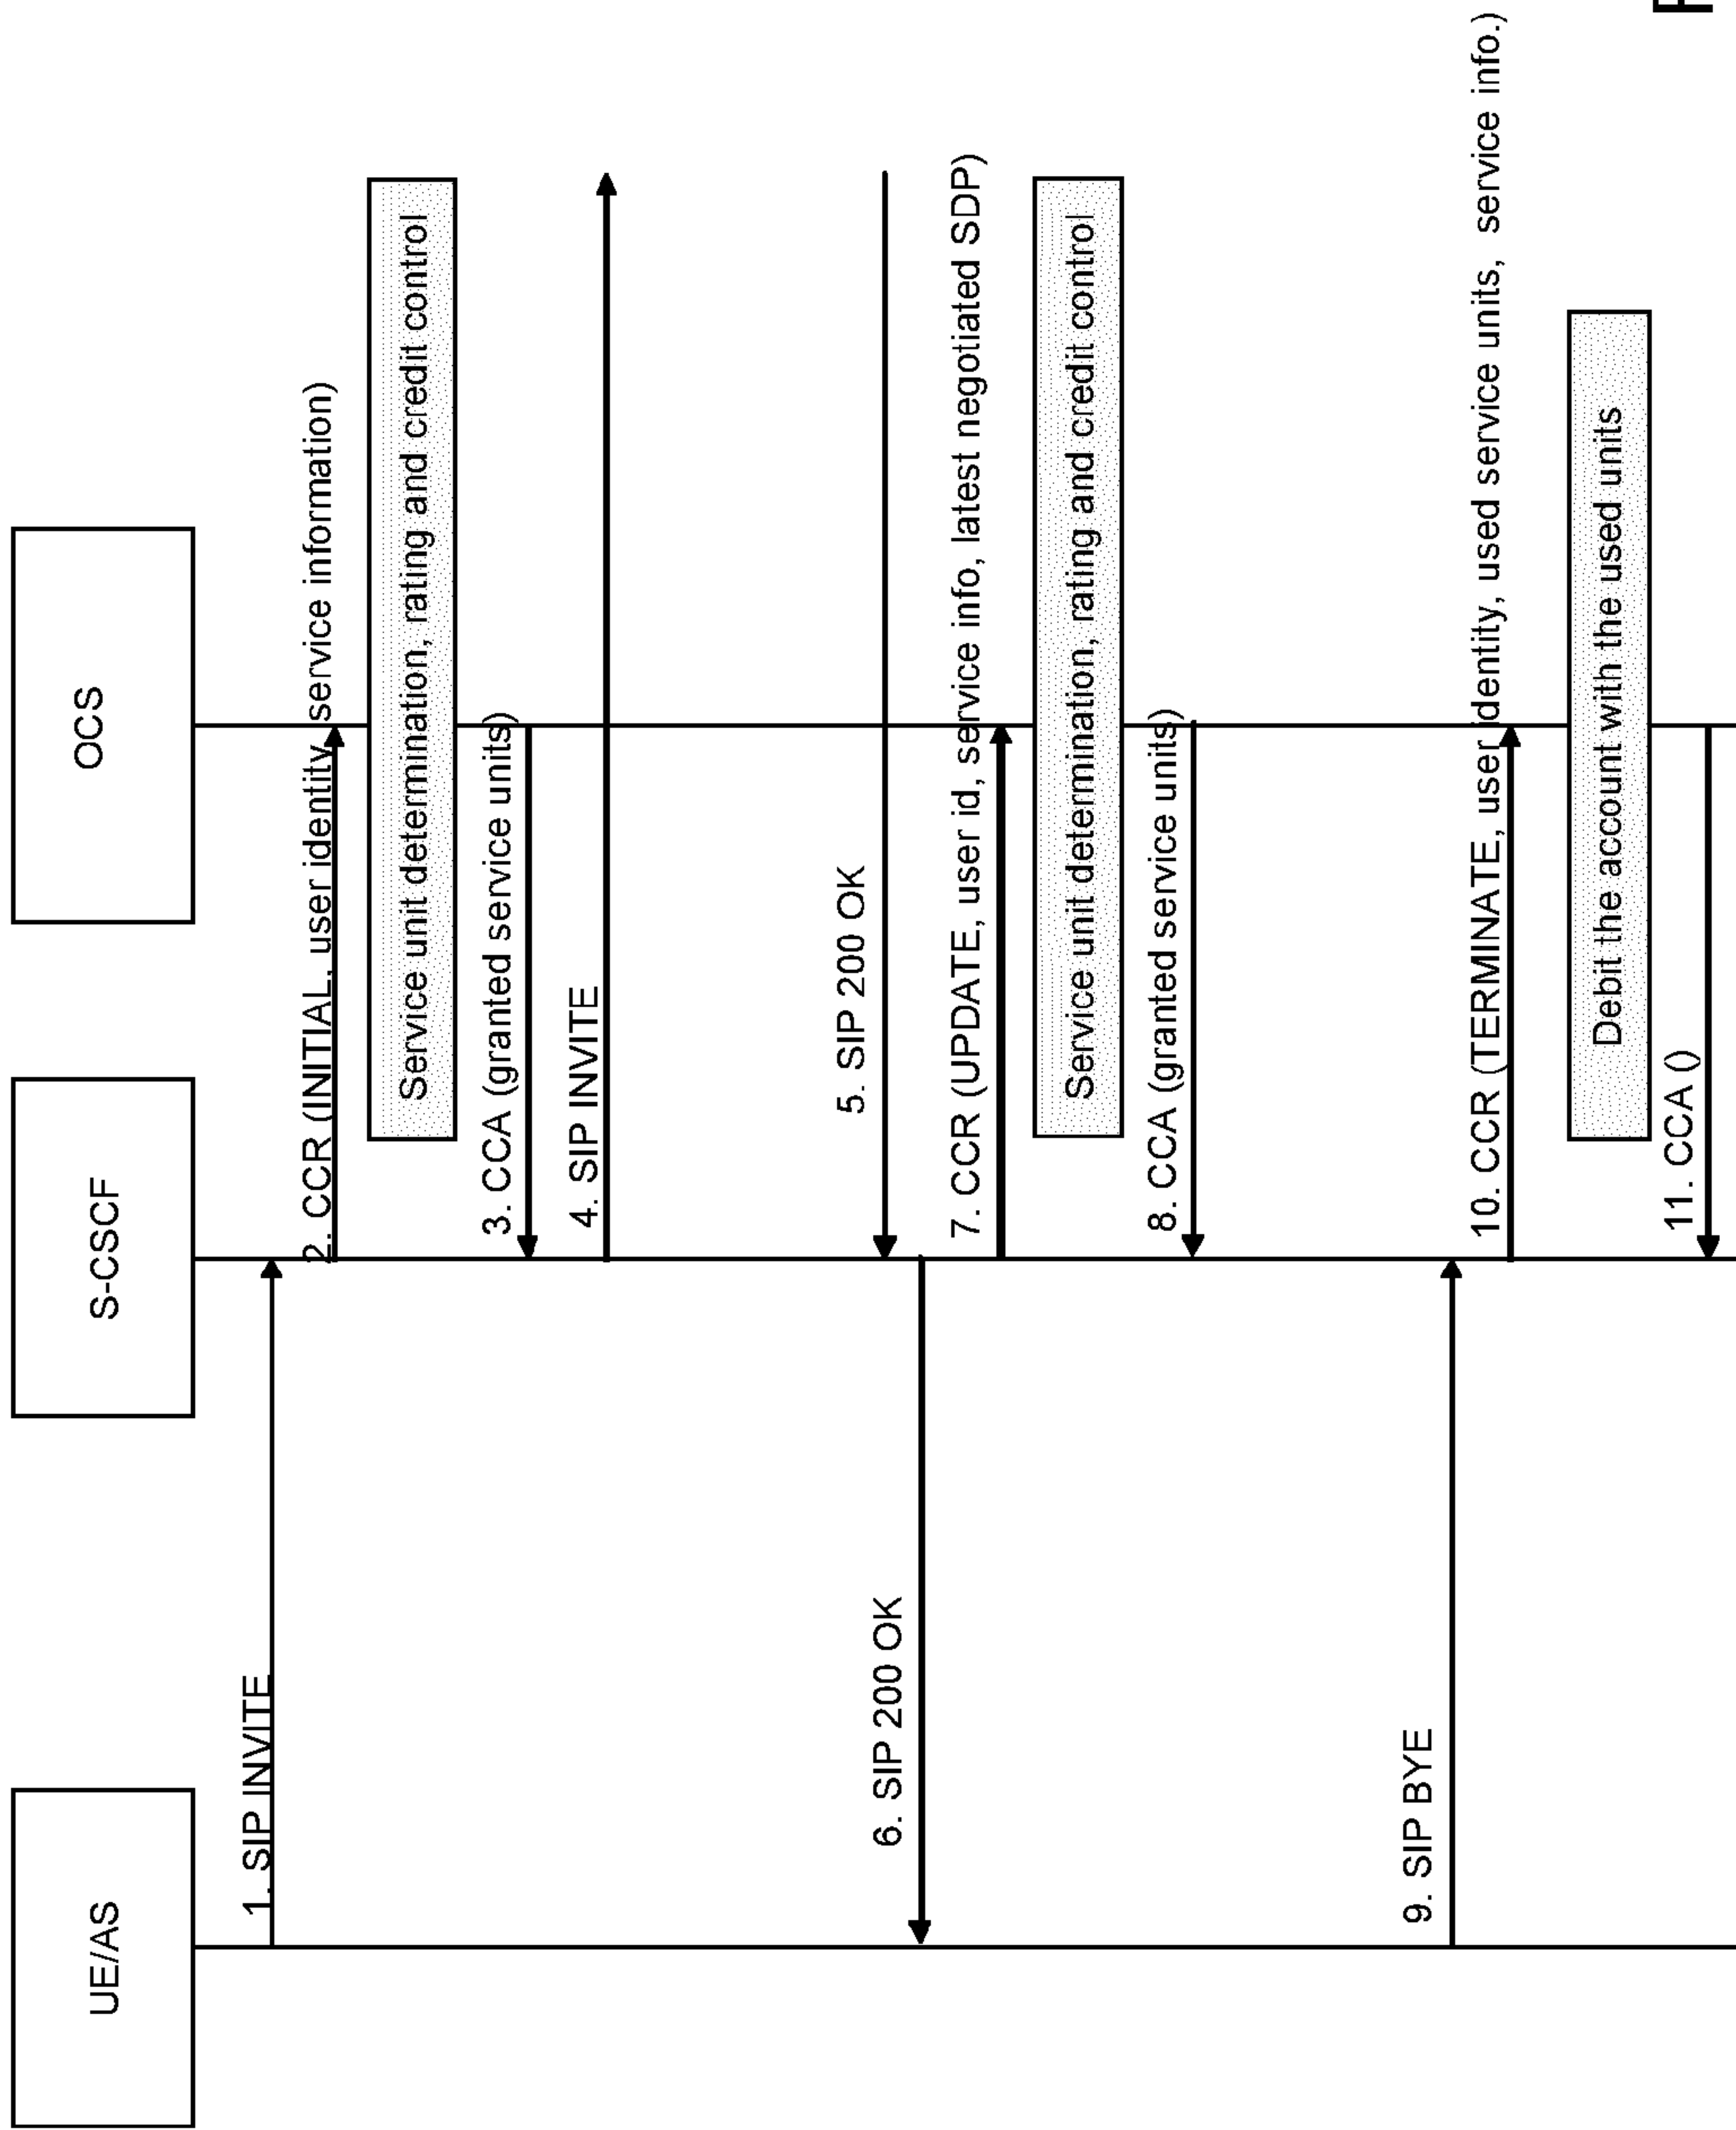 UE/AS
S-CSCF
OCS
1. SIP INVITE
2. CCR (INITIAL, user identity service information)
Service unit determination, rating and credit control
3. CCA (granted service units)
4. SIP INVITE
5. SIP 200 OK
6. SIP 200 OK
7. CCR (UPDATE, user id, service info, latest negotiated SDP)
Service unit determination, rating and credit control
8. CCA (granted service units)
9. SIP BYE
10. CCR (TERMINATE, user identity, used service units, service info.)
Debit the account with the used units
11. CCA ()